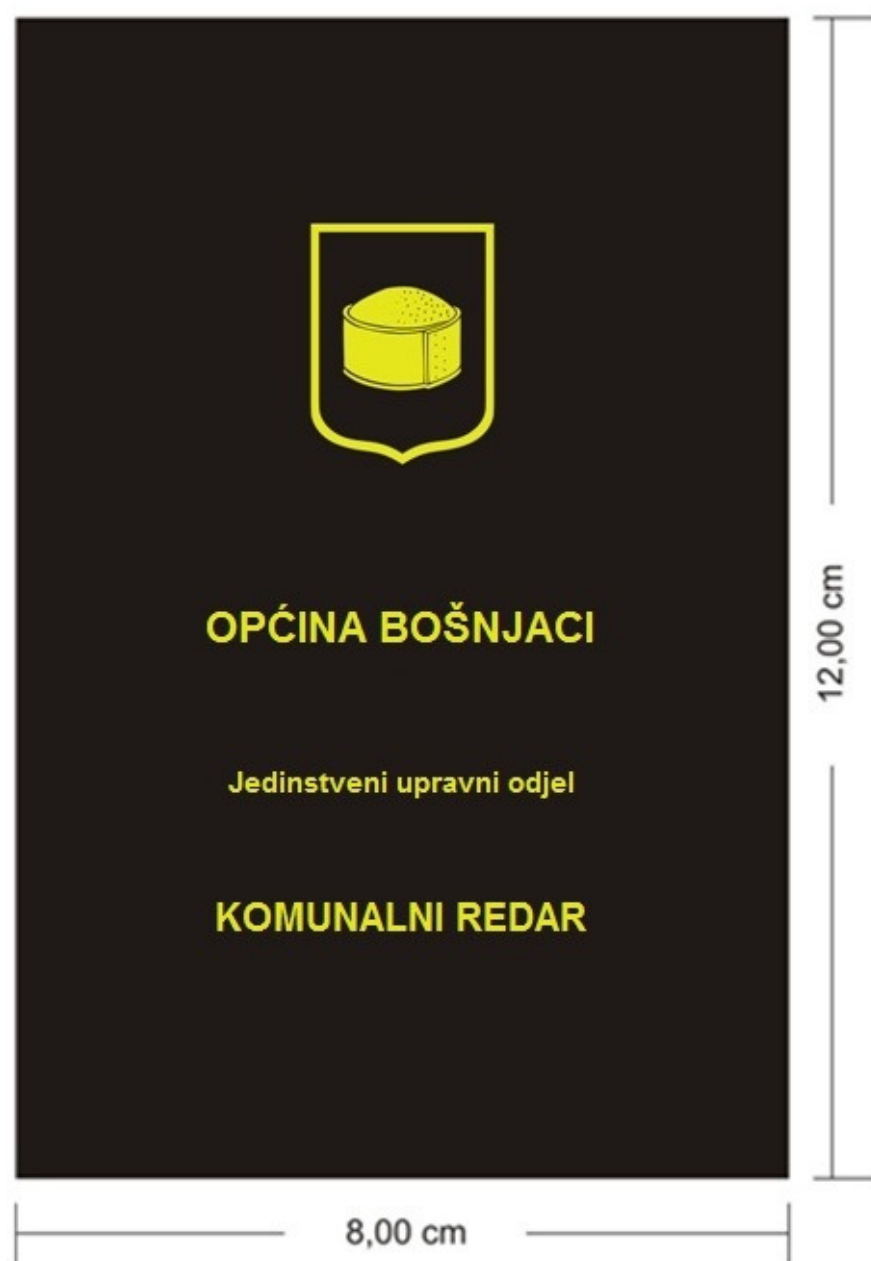 OPĆINA BOŠNJACI
Jedinstveni upravni odjel
KOMUNALNI REDAR
12,00 cm
8,00 cm